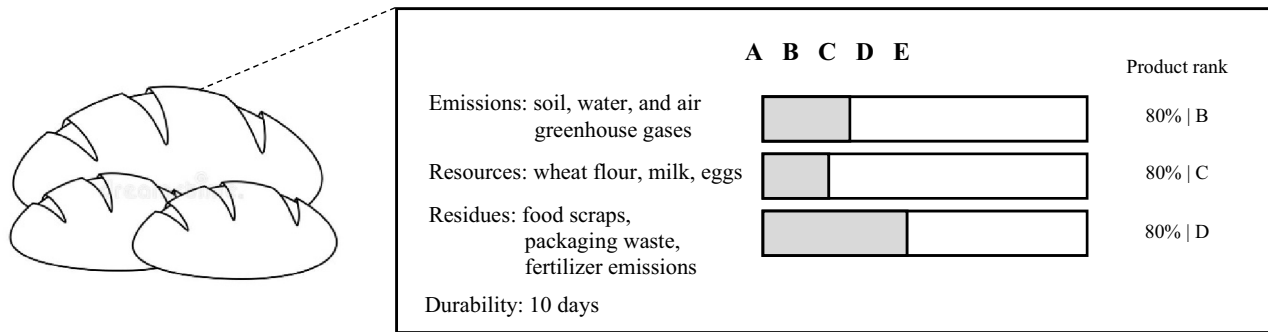 A B C D E
Product rank
Emissions: soil, water, and air
greenhouse gases
80% | B
Resources: wheat flour, milk, eggs
80% | C
Residues: food scraps,
packaging waste,
fertilizer emissions
80% | D
Durability: 10 days